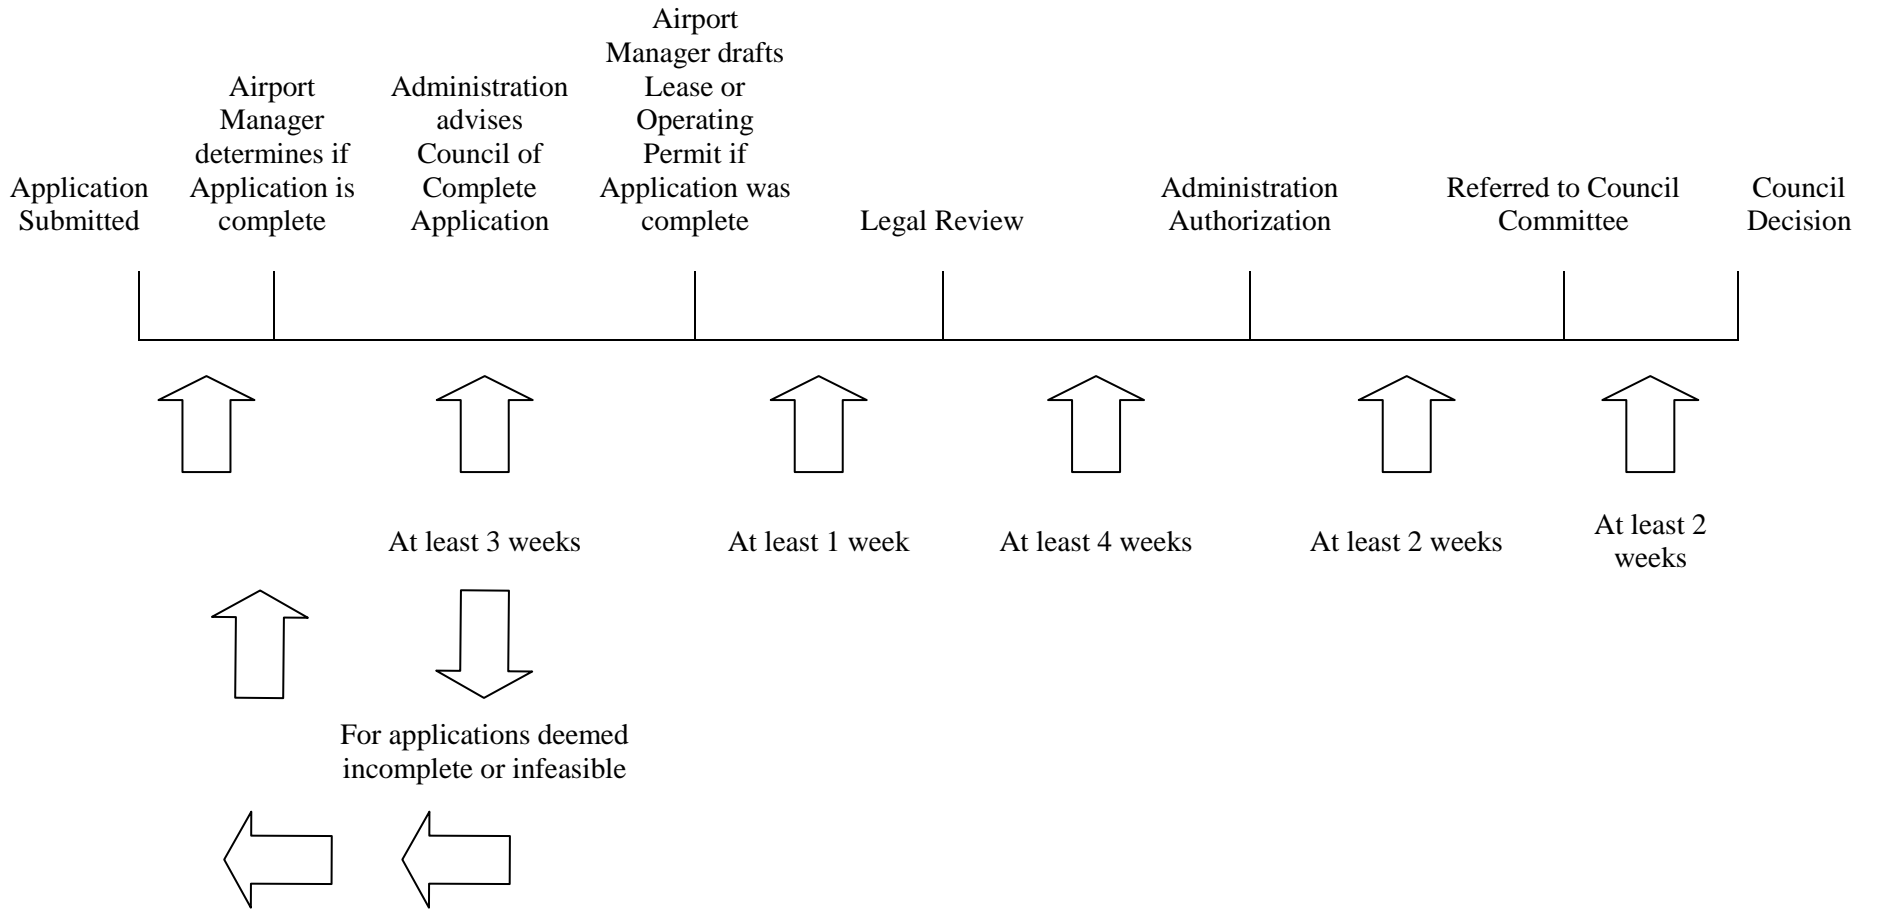 Application
Submitted
Airport
Manager
determines if
Application is
complete
Administration
advises
Council of
Complete
Application
Airport
Manager drafts
Lease or
Operating
Permit if
Application was
complete
Legal Review
Administration
Authorization
Referred to Council
Committee
Council
Decision
At least 3 weeks
At least 1 week
At least 4 weeks
At least 2 weeks
At least 2
weeks
For applications deemed
incomplete or infeasible